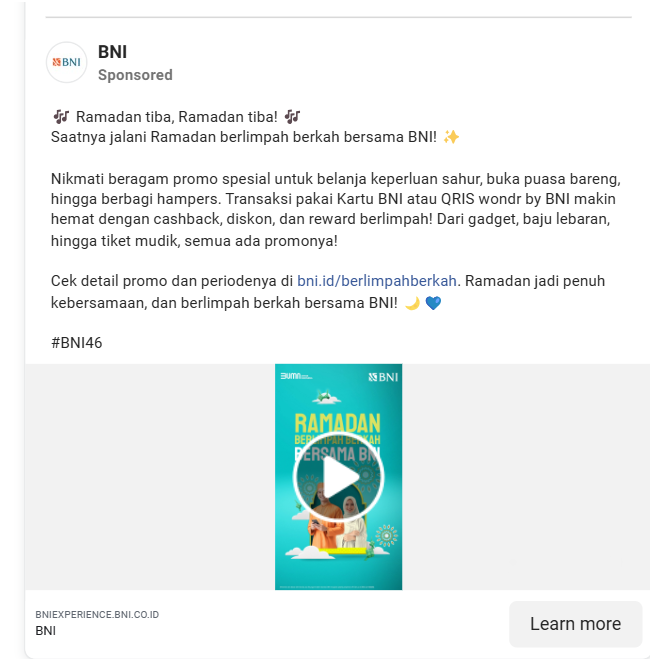 BNI
BNI
Sponsored
🎶 Ramadan tiba, Ramadan tiba! 🎶
Saatnya jalani Ramadan berlimpah berkah bersama BNI! ✨
Nikmati beragam promo spesial untuk belanja keperluan sahur, buka puasa bareng,
hingga berbagi hampers. Transaksi pakai Kartu BNI atau QRIS wondr by BNI makin
hemat dengan cashback, diskon, dan reward berlimpah! Dari gadget, baju lebaran,
hingga tiket mudik, semua ada promonya!
Cek detail promo dan periodenya di bni.id/berlimpahberkah. Ramadan jadi penuh
kebersamaan, dan berlimpah berkah bersama BNI! 🌙 💙
#BNI46
BUMN
BNI
RAMADAN
BERLIMPAH BERKAH
BERSAMA BNI
BNIEXPERIENCE.BNI.CO.ID
BNI
Learn more